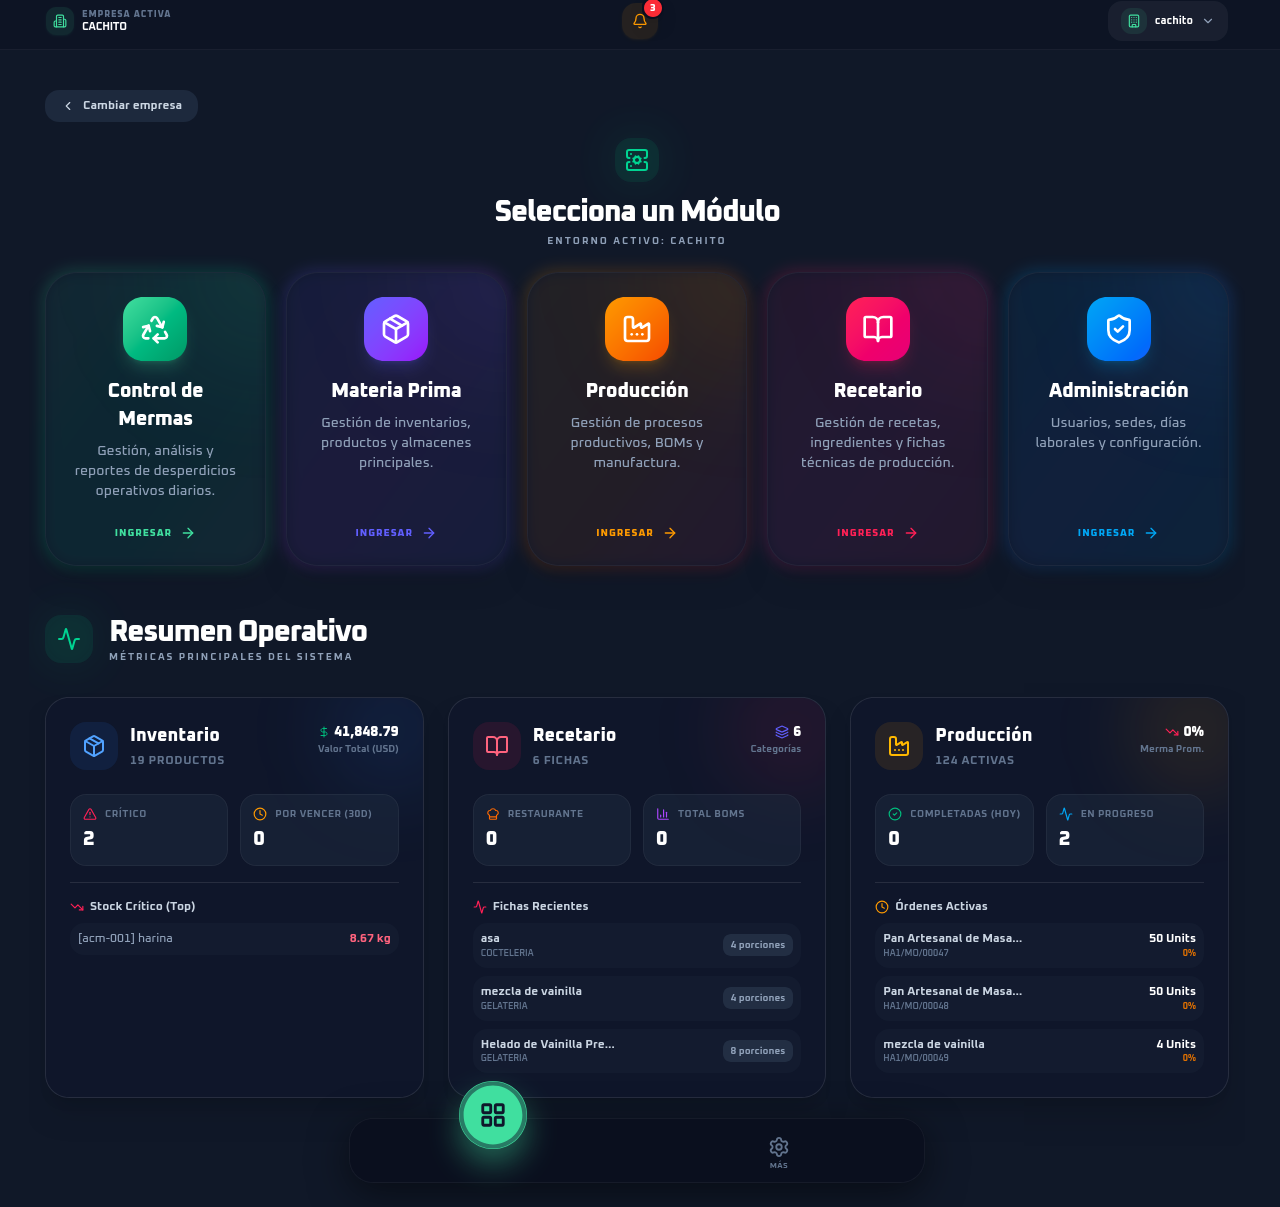 EMPRESA ACTIVA
CACHITO
3
cachito
Cambiar empresa
Selecciona un Módulo
ENTORNO ACTIVO: CACHITO
Control de
Mermas
Gestión, análisis y
reportes de desperdicios
operativos diarios.
INGRESAR
Materia Prima
Gestión de inventarios,
productos y almacenes
principales.
INGRESAR
Producción
Gestión de procesos
productivos, BOMs y
manufactura.
INGRESAR
Recetario
Gestión de recetas,
ingredientes y fichas
técnicas de producción.
INGRESAR
Administración
Usuarios, sedes, días
laborales y configuración.
INGRESAR
Resumen Operativo
MÉTRICAS PRINCIPALES DEL SISTEMA
Inventario
19 PRODUCTOS
$ 41,848.79
Valor Total (USD)
CRÍTICO
2
POR VENCER (30D)
0
Stock Crítico (Top)
[acm-001] harina 8.67 kg
Recetario
6 FICHAS
6
Categorías
RESTAURANTE
0
TOTAL BOMS
0
Fichas Recientes
asa
COCTELERIA
4 porciones
mezcla de vainilla
GELATERIA
4 porciones
Helado de Vainilla Pre...
GELATERIA
8 porciones
Producción
124 ACTIVAS
0%
Merma Prom.
COMPLETADAS (HOY)
0
EN PROGRESO
2
Órdenes Activas
Pan Artesanal de Masa... 50 Units
HA1/MO/00047 0%
Pan Artesanal de Masa... 50 Units
HA1/MO/00048 0%
mezcla de vainilla 4 Units
HA1/MO/00049 0%
MÁS